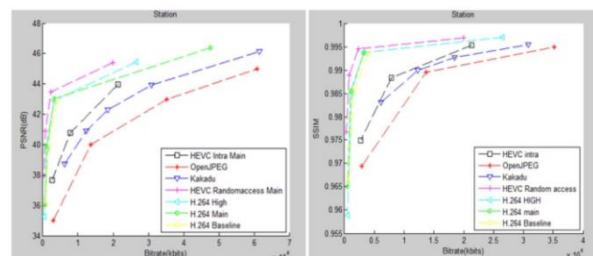 Station
48
46
44
42
40
38
36
34
PSNR(dB)
0
1
2
3
4
5
6
7
Bitrate(kbits)
HEVC Intra Main
OpenJPEG
Kakadu
HEVC Randomaccess Main
H.264 High
H.264 Main
H.264 Baseline
Station
1
0.995
0.99
0.985
0.98
0.975
0.97
0.965
0.96
0.955
SSIM
0
0.5
1
1.5
2
2.5
3
3.5
4
Bitrate(kbits)
HEVC intra
OpenJPEG
Kakadu
HEVC Random access
H.264 HIGH
H.264 main
H.264 Baseline